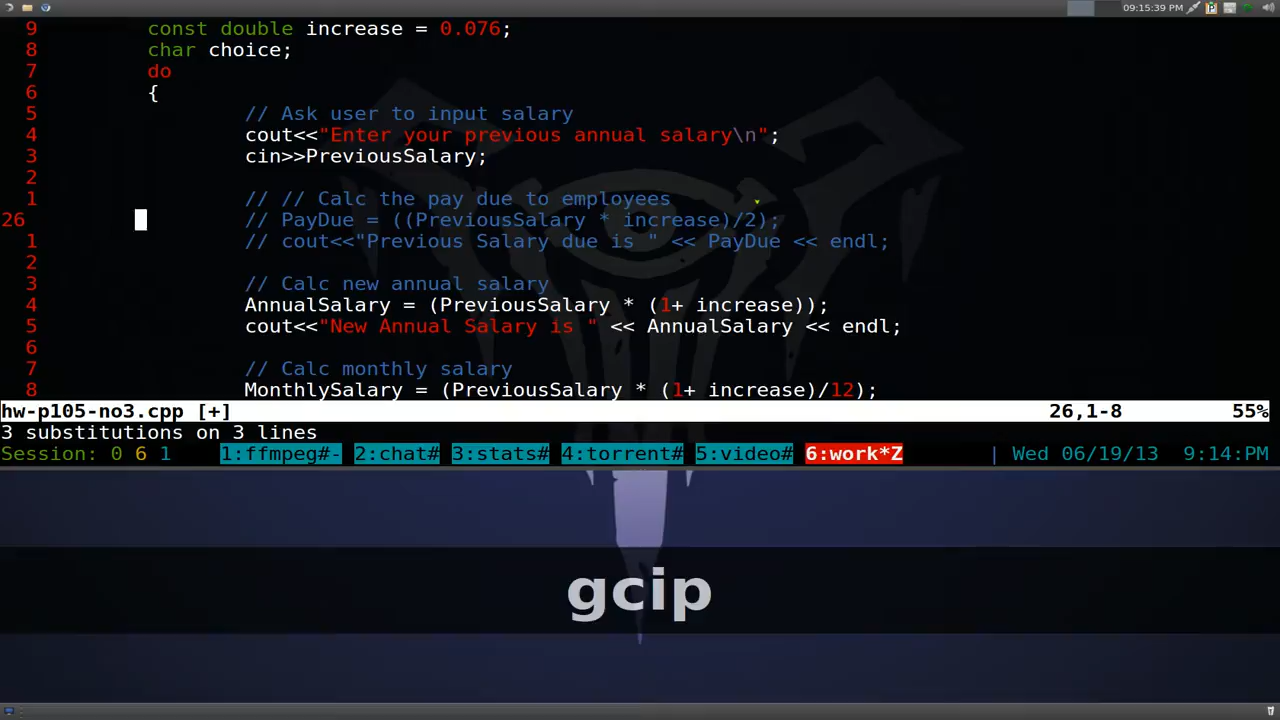 09:15:39 PM
9 const double increase = 0.076;
8 char choice;
7 do
6 {
5 // Ask user to input salary
4 cout<<"Enter your previous annual salary\n";
3 cin>>PreviousSalary;
2
1 // // Calc the pay due to employees
26 // PayDue = ((PreviousSalary * increase)/2);
1 // cout<<"Previous Salary due is " << PayDue << endl;
2
3 // Calc new annual salary
4 AnnualSalary = (PreviousSalary * (1+ increase));
5 cout<<"New Annual Salary is " << AnnualSalary << endl;
6
7 // Calc monthly salary
8 MonthlySalary = (PreviousSalary * (1+ increase)/12);
hw-p105-no3.cpp [+] 26,1-8 55%
3 substitutions on 3 lines
Session: 0 6 1 1:ffmpeg#- 2:chat# 3:stats# 4:torrent# 5:video# 6:work*Z | Wed 06/19/13 9:14:PM
gcip